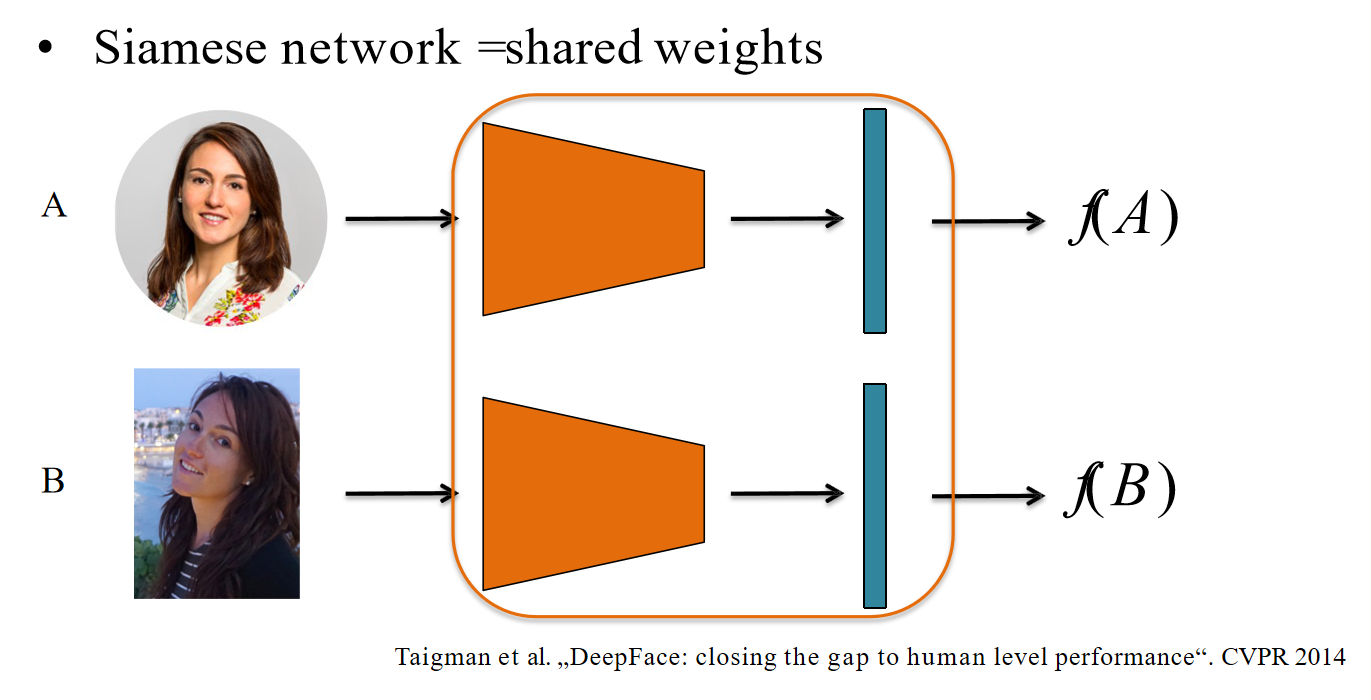 • Siamese network =shared weights
A
f(A)
B
f(B)
Taigman et al. „DeepFace: closing the gap to human level performance“. CVPR 2014